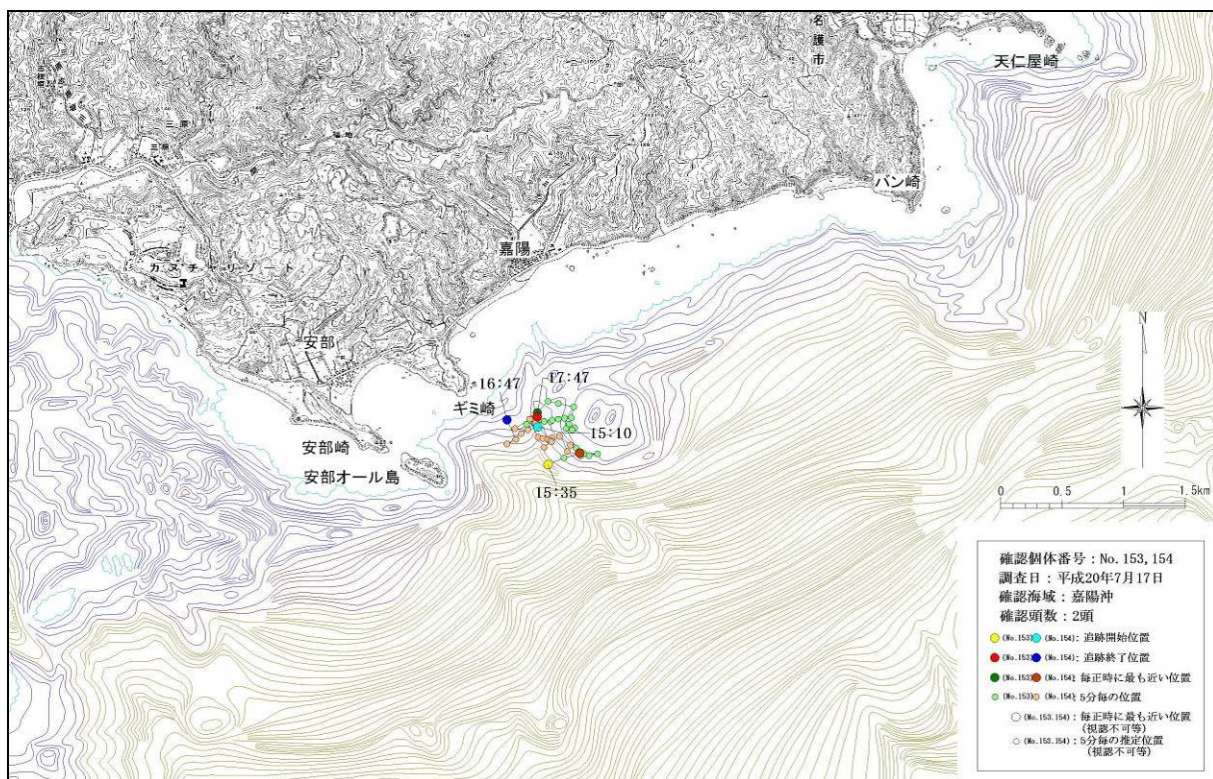 名護市
天仁屋崎
バン崎
嘉陽
三原
カヌチャリゾート
安部
16:47
17:47
ギミ崎
15:10
安部崎
安部オール島
15:35
N
0 0.5 1 1.5km
確認個体番号：No.153,154
調査日：平成20年7月17日
確認海域：嘉陽沖
確認頭数：2頭
(No.153) (No.154)：追跡開始位置
(No.153) (No.154)：追跡終了位置
(No.153) (No.154)：毎正時に最も近い位置
(No.153) (No.154)：5分毎の位置
(No.153.154)：毎正時に最も近い位置
(視認不可等)
(No.153.154)：5分毎の推定位置
(視認不可等)